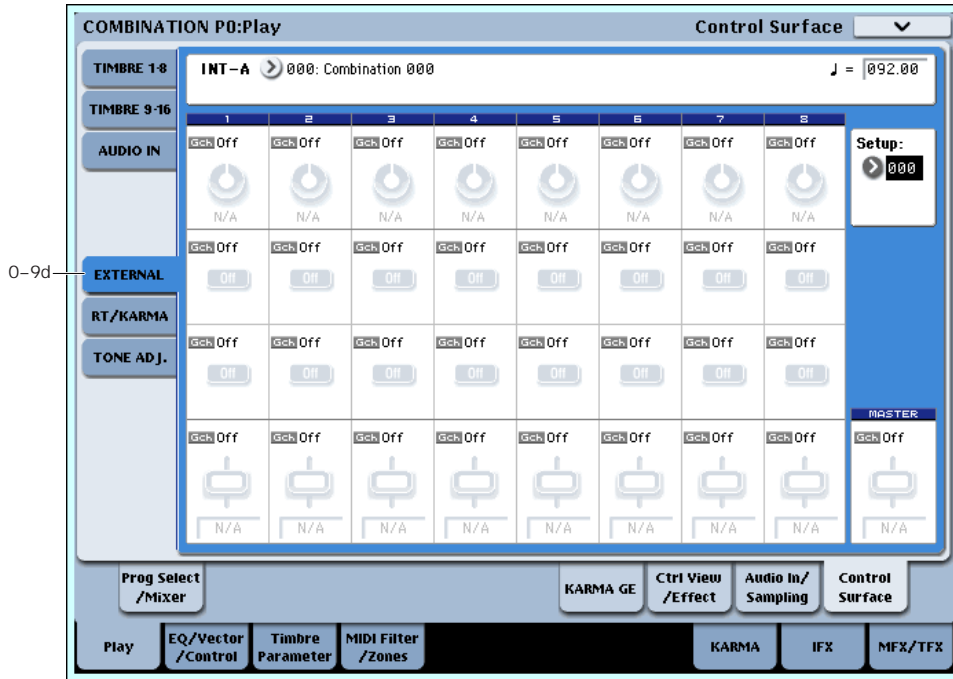 COMBINATION P0:Play
Control Surface
TIMBRE 1-8
INT-A 000: Combination 000
♩ = 092.00
TIMBRE 9-16
1 2 3 4 5 6 7 8
AUDIO IN
Gch Off Gch Off Gch Off Gch Off Gch Off Gch Off Gch Off Gch Off
Setup:
000
N/A N/A N/A N/A N/A N/A N/A N/A
Gch Off Gch Off Gch Off Gch Off Gch Off Gch Off Gch Off Gch Off
0–9d
EXTERNAL
Off Off Off Off Off Off Off Off
RT/KARMA
Gch Off Gch Off Gch Off Gch Off Gch Off Gch Off Gch Off Gch Off
TONE ADJ.
Off Off Off Off Off Off Off Off
MASTER
Gch Off Gch Off Gch Off Gch Off Gch Off Gch Off Gch Off Gch Off Gch Off
N/A N/A N/A N/A N/A N/A N/A N/A N/A
Prog Select
/Mixer
KARMA GE
Ctrl View
/Effect
Audio In/
Sampling
Control
Surface
Play
EQ/Vector
/Control
Timbre
Parameter
MIDI Filter
/Zones
KARMA
IFX
MFX/TFX